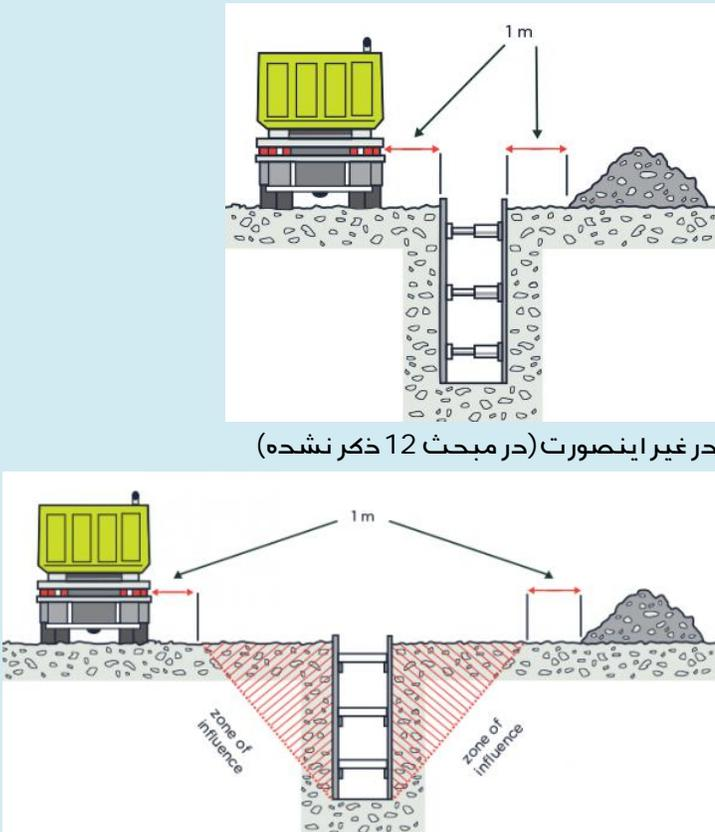 1 m
در غیر اینصورت (در مبحث 12 ذکر نشده)
1 m
zone of
influence
zone of
influence